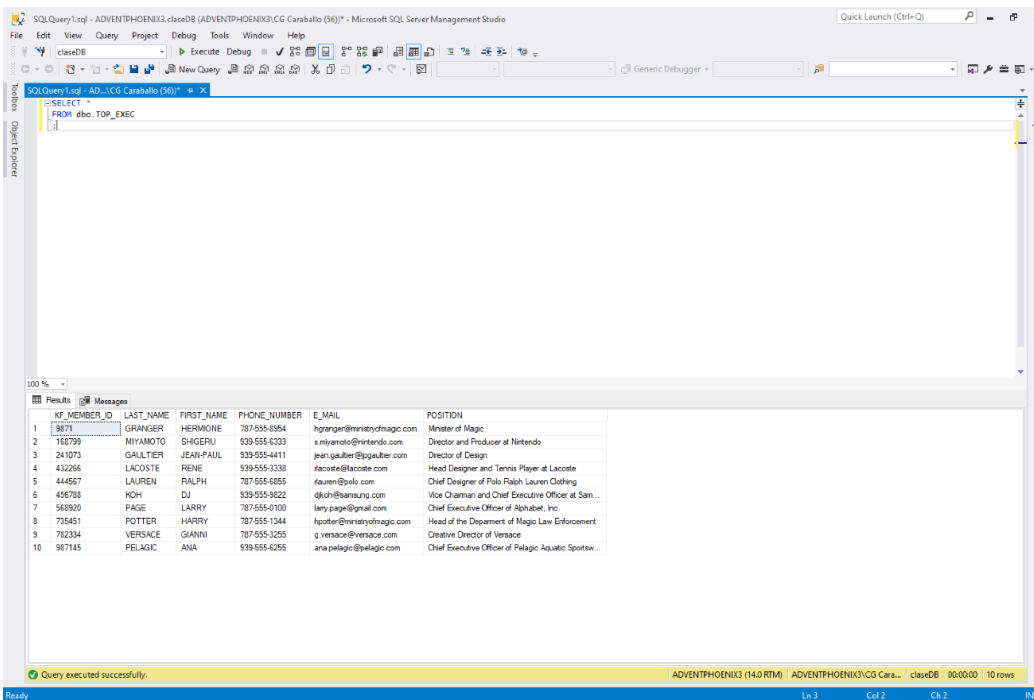 SQLQuery1.sql - ADVENTPHOENIX3.claseDB (ADVENTPHOENIX3\CG Caraballo (56))* - Microsoft SQL Server Management Studio
Quick Launch (Ctrl+Q)
File Edit View Query Project Debug Tools Window Help
claseDB Execute Debug
New Query Generic Debugger
SQLQuery1.sql - AD...\CG Caraballo (56))*
Toolbox
Object Explorer
SELECT *
FROM dbo.TOP_EXEC
;
100 %
Results Messages
KF_MEMBER_ID LAST_NAME FIRST_NAME PHONE_NUMBER E_MAIL POSITION
1 9871 GRANGER HERMIONE 787-555-8954 hgranger@ministryofmagic.com Minister of Magic
2 168799 MIYAMOTO SHIGERU 939-555-6333 s.miyamoto@nintendo.com Director and Producer at Nintendo
3 241073 GAULTIER JEAN-PAUL 939-555-4411 jean.gaultier@jpgaultier.com Director of Design
4 432266 LACOSTE RENE 939-555-3338 rlacoste@lacoste.com Head Designer and Tennis Player at Lacoste
5 444567 LAUREN RALPH 787-555-6855 rlauren@polo.com Chief Designer of Polo Ralph Lauren Clothing
6 456788 KOH DJ 939-555-9822 djkoh@samsung.com Vice Chairman and Chief Executive Officer at Sam...
7 568920 PAGE LARRY 787-555-0100 larry.page@gmail.com Chief Executive Officer of Alphabet, Inc.
8 735451 POTTER HARRY 787-555-1344 hpotter@ministryofmagic.com Head of the Deparment of Magic Law Enforcement
9 782334 VERSACE GIANNI 787-555-3255 g.versace@versace.com Creative Director of Versace
10 987145 PELAGIC ANA 939-555-6255 ana.pelagic@pelagic.com Chief Executive Officer of Pelagic Aquatic Sportsw...
Query executed successfully. ADVENTPHOENIX3 (14.0 RTM) ADVENTPHOENIX3\CG Cara... claseDB 00:00:00 10 rows
Ready Ln 3 Col 2 Ch 2 IN